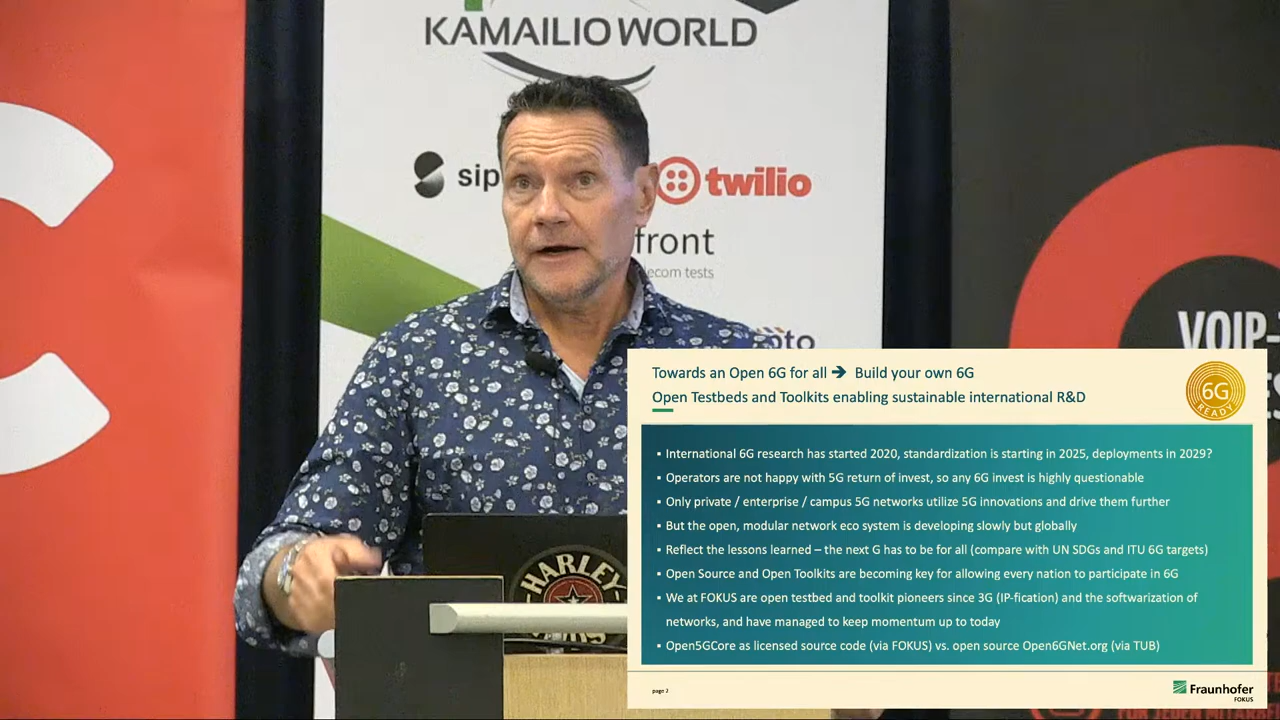 KAMAILIO WORLD
sip
twilio
front
ecom tests
oto
VOIP-
HARLEY
Towards an Open 6G for all ➔ Build your own 6G
Open Testbeds and Toolkits enabling sustainable international R&D
6G
READY
▪ International 6G research has started 2020, standardization is starting in 2025, deployments in 2029?
▪ Operators are not happy with 5G return of invest, so any 6G invest is highly questionable
▪ Only private / enterprise / campus 5G networks utilize 5G innovations and drive them further
▪ But the open, modular network eco system is developing slowly but globally
▪ Reflect the lessons learned – the next G has to be for all (compare with UN SDGs and ITU 6G targets)
▪ Open Source and Open Toolkits are becoming key for allowing every nation to participate in 6G
▪ We at FOKUS are open testbed and toolkit pioneers since 3G (IP-fication) and the softwarization of
networks, and have managed to keep momentum up to today
▪ Open5GCore as licensed source code (via FOKUS) vs. open source Open6GNet.org (via TUB)
page 2
Fraunhofer
FOKUS